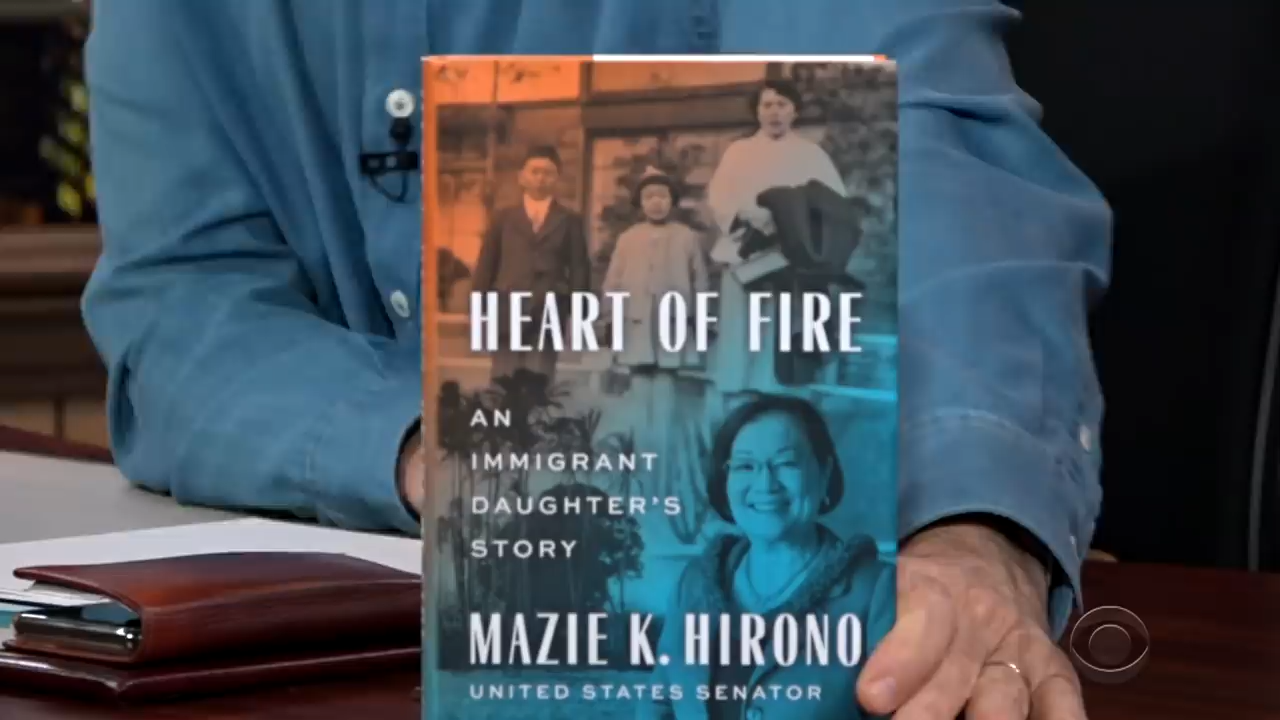 HEART OF FIRE
AN
IMMIGRANT
DAUGHTER'S
STORY
MAZIE K. HIRONO
UNITED STATES SENATOR